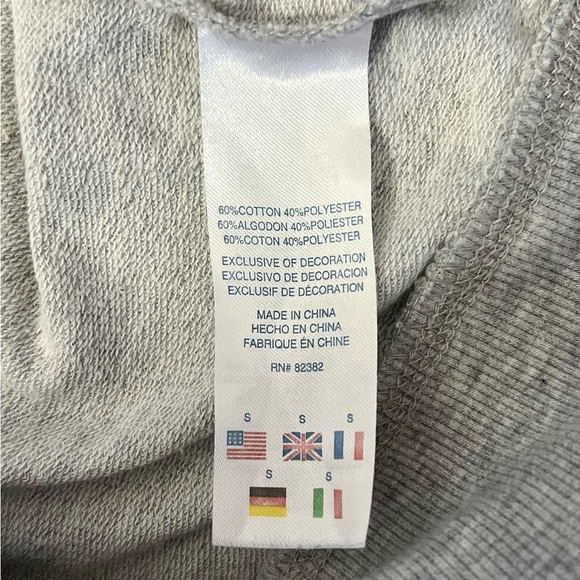 60%COTTON 40%POLYESTER
60%ALGODON 40%POLIESTER
60%COTON 40%POLYESTER
EXCLUSIVE OF DECORATION
EXCLUSIVO DE DECORACION
EXCLUSIF DE DÉCORATION
MADE IN CHINA
HECHO EN CHINA
FABRIQUE ÉN CHINE
RN# 82382
S S S
S S